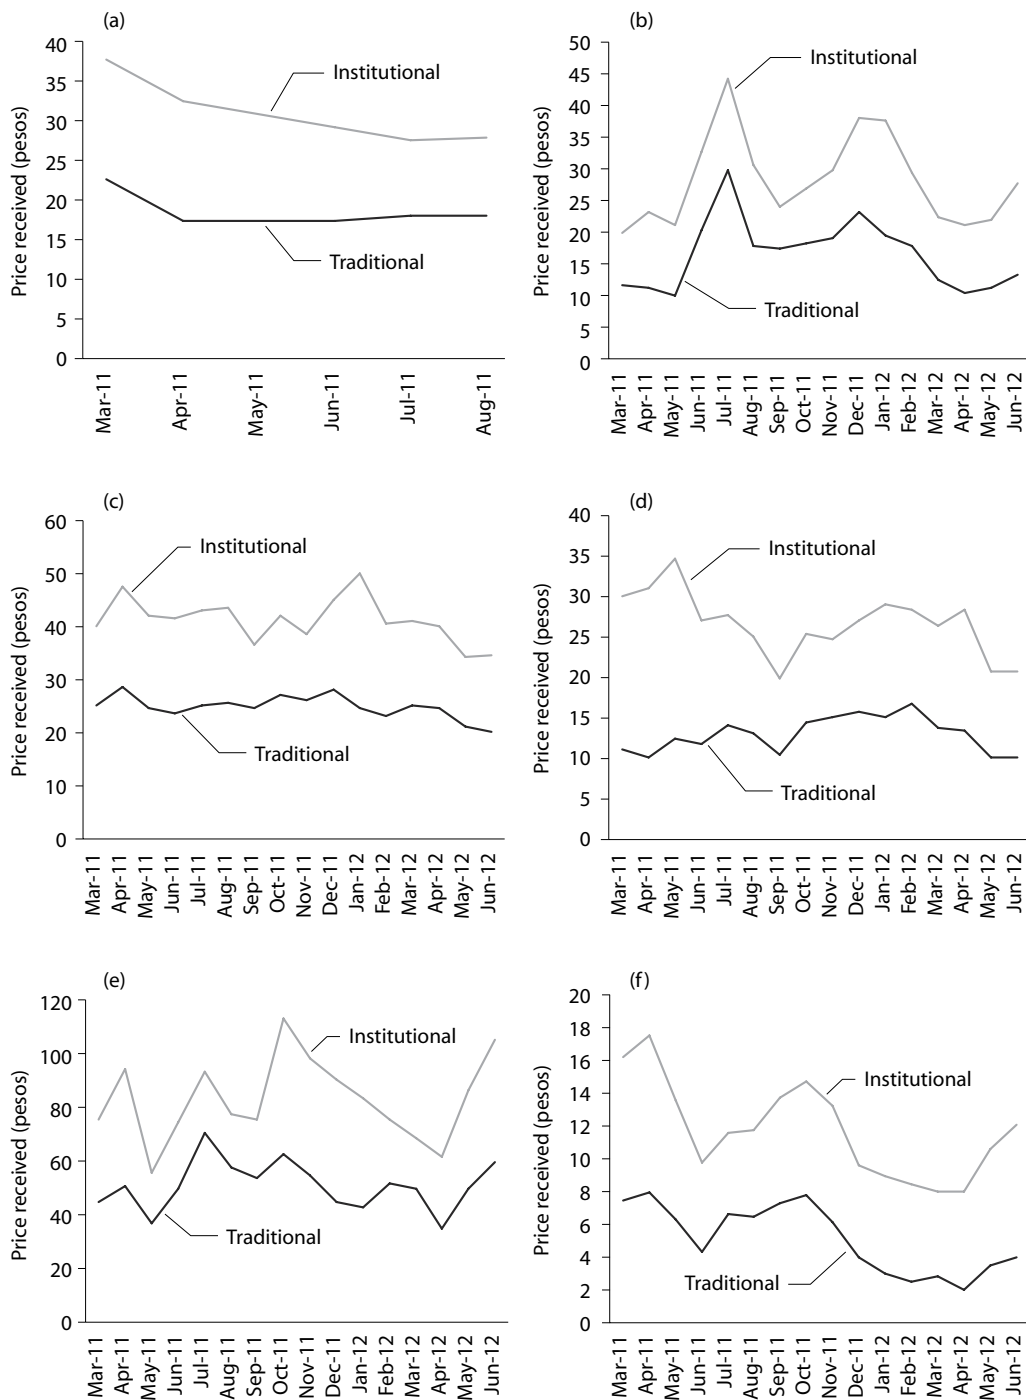 (a)
Price received (pesos)
40
35
30
25
20
15
10
5
0
Institutional
Traditional
Mar-11
Apr-11
May-11
Jun-11
Jul-11
Aug-11
(b)
Price received (pesos)
50
45
40
35
30
25
20
15
10
5
0
Institutional
Traditional
Mar-11
Apr-11
May-11
Jun-11
Jul-11
Aug-11
Sep-11
Oct-11
Nov-11
Dec-11
Jan-12
Feb-12
Mar-12
Apr-12
May-12
Jun-12
(c)
Price received (pesos)
60
50
40
30
20
10
0
Institutional
Traditional
Mar-11
Apr-11
May-11
Jun-11
Jul-11
Aug-11
Sep-11
Oct-11
Nov-11
Dec-11
Jan-12
Feb-12
Mar-12
Apr-12
May-12
Jun-12
(d)
Price received (pesos)
40
35
30
25
20
15
10
5
0
Institutional
Traditional
Mar-11
Apr-11
May-11
Jun-11
Jul-11
Aug-11
Sep-11
Oct-11
Nov-11
Dec-11
Jan-12
Feb-12
Mar-12
Apr-12
May-12
Jun-12
(e)
Price received (pesos)
120
100
80
60
40
20
0
Institutional
Traditional
Mar-11
Apr-11
May-11
Jun-11
Jul-11
Aug-11
Sep-11
Oct-11
Nov-11
Dec-11
Jan-12
Feb-12
Mar-12
Apr-12
May-12
Jun-12
(f)
Price received (pesos)
20
18
16
14
12
10
8
6
4
2
0
Institutional
Traditional
Mar-11
Apr-11
May-11
Jun-11
Jul-11
Aug-11
Sep-11
Oct-11
Nov-11
Dec-11
Jan-12
Feb-12
Mar-12
Apr-12
May-12
Jun-12